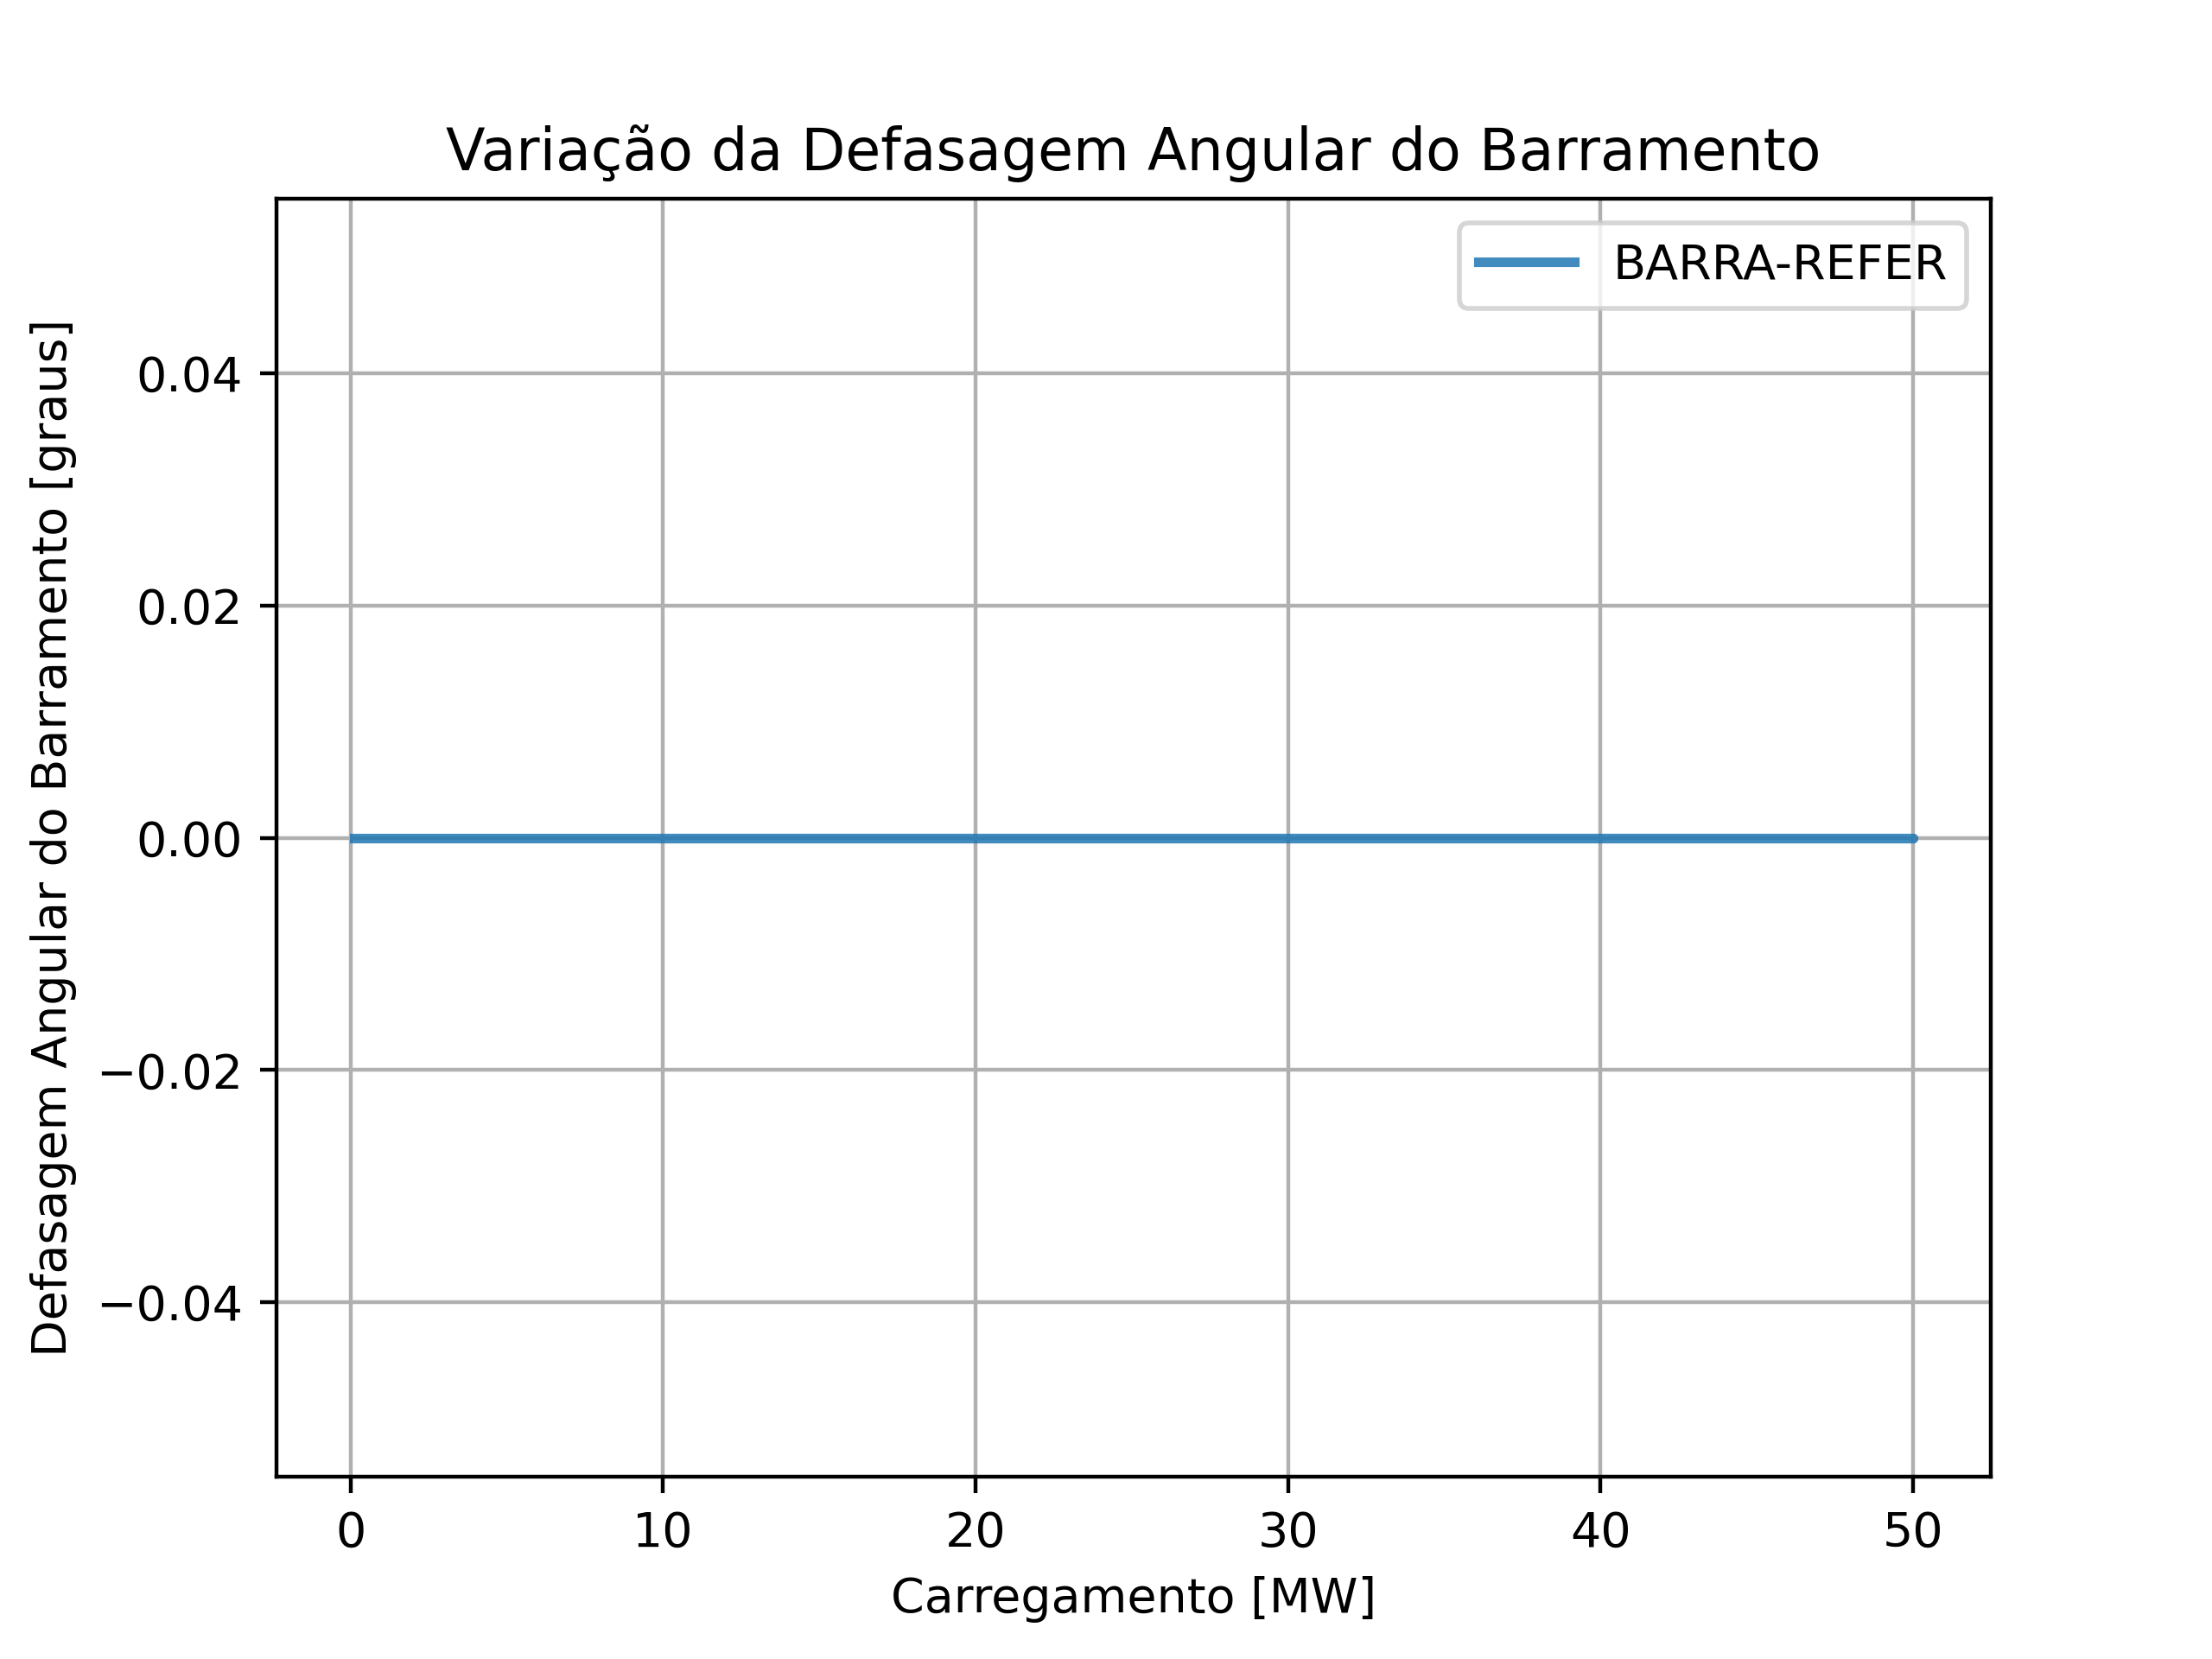 Variação da Defasagem Angular do Barramento
BARRA-REFER
Defasagem Angular do Barramento [graus]
0.04
0.02
0.00
−0.02
−0.04
0 10 20 30 40 50
Carregamento [MW]